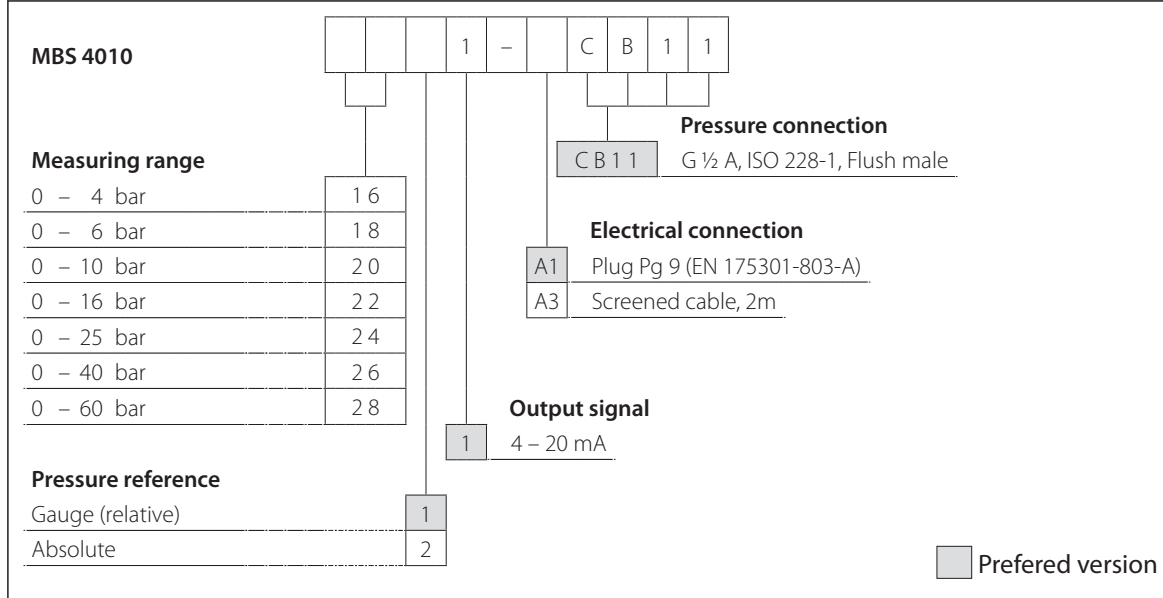 MBS 4010
1 – C B 1 1
Pressure connection
C B 1 1 G ½ A, ISO 228-1, Flush male
Measuring range
0 – 4 bar 1 6
0 – 6 bar 1 8
0 – 10 bar 2 0
0 – 16 bar 2 2
0 – 25 bar 2 4
0 – 40 bar 2 6
0 – 60 bar 2 8
Electrical connection
A1 Plug Pg 9 (EN 175301-803-A)
A3 Screened cable, 2m
Output signal
1 4 – 20 mA
Pressure reference
Gauge (relative) 1
Absolute 2
Prefered version